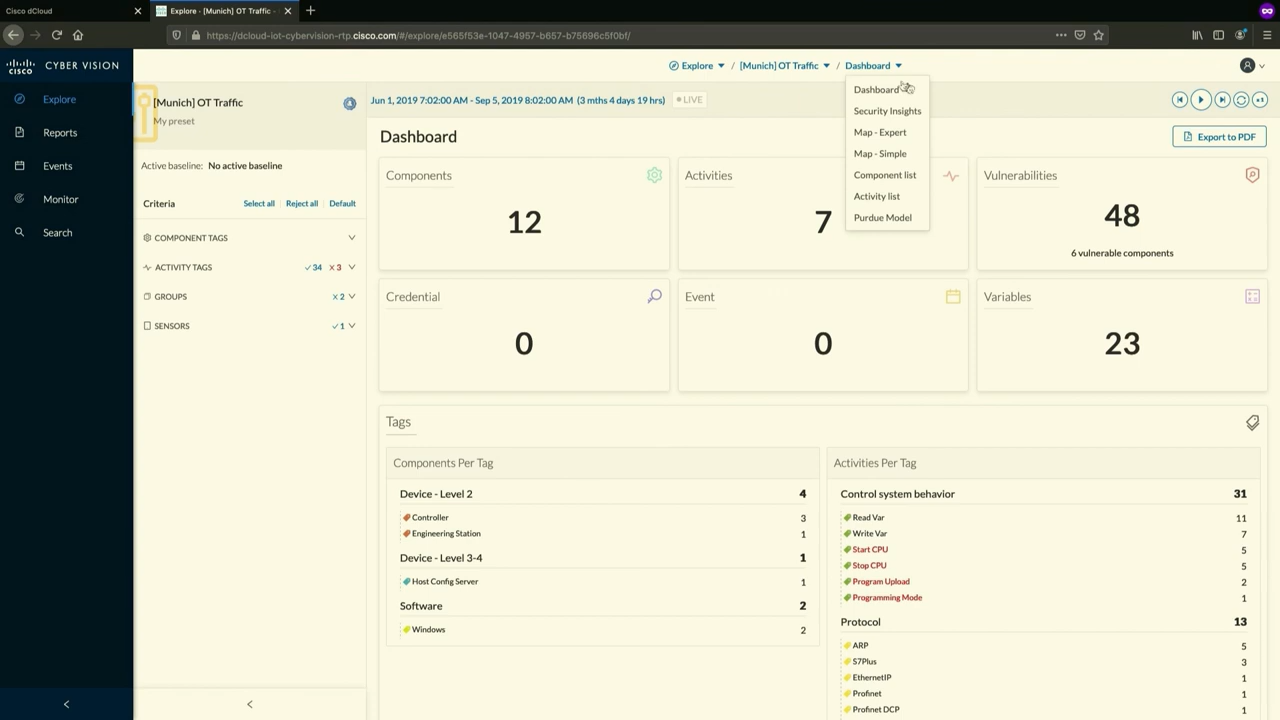 Cisco dCloud
Explore - [Munich] OT Traffic -
https://dcloud-iot-cybervision-rtp.cisco.com/#/explore/e565f53e-1047-4957-b657-b75696c5f0bf/
CISCO
CYBER VISION
Explore / [Munich] OT Traffic / Dashboard
Explore
Reports
Events
Monitor
Search
[Munich] OT Traffic
My preset
Active baseline: No active baseline
Criteria Select all Reject all Default
COMPONENT TAGS
ACTIVITY TAGS 34 3
GROUPS 2
SENSORS 1
Jun 1, 2019 7:02:00 AM - Sep 5, 2019 8:02:00 AM (3 mths 4 days 19 hrs) LIVE
Dashboard
Security Insights
Map - Expert
Map - Simple
Component list
Activity list
Purdue Model
Dashboard
Export to PDF
Components
12
Activities
7
Vulnerabilities
48
6 vulnerable components
Credential
0
Event
0
Variables
23
Tags
Components Per Tag
Device - Level 2 4
Controller 3
Engineering Station 1
Device - Level 3-4 1
Host Config Server 1
Software 2
Windows 2
Activities Per Tag
Control system behavior 31
Read Var 11
Write Var 7
Start CPU 5
Stop CPU 5
Program Upload 2
Programming Mode 1
Protocol 13
ARP 5
S7Plus 3
EthernetIP 1
Profinet 1
Profinet DCP 1